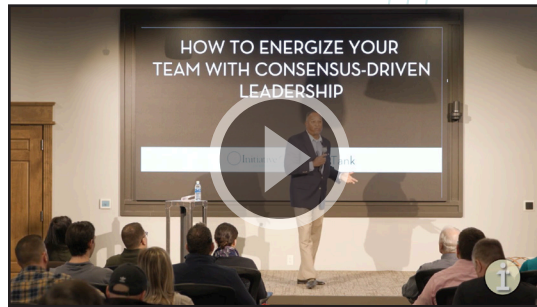 HOW TO ENERGIZE YOUR
TEAM WITH CONSENSUS-DRIVEN
LEADERSHIP
i